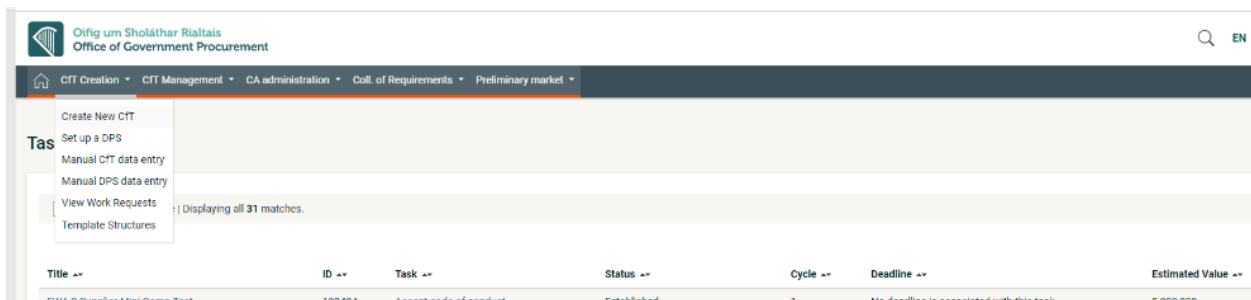 Oifig um Sholáthar Rialtais
Office of Government Procurement
EN
CfT Creation CfT Management CA administration Coll. of Requirements Preliminary market
Create New CfT
Tas
Set up a DPS
Manual CfT data entry
Manual DPS data entry
View Work Requests
| Displaying all 31 matches.
Template Structures
Title ID Task Status Cycle Deadline Estimated Value